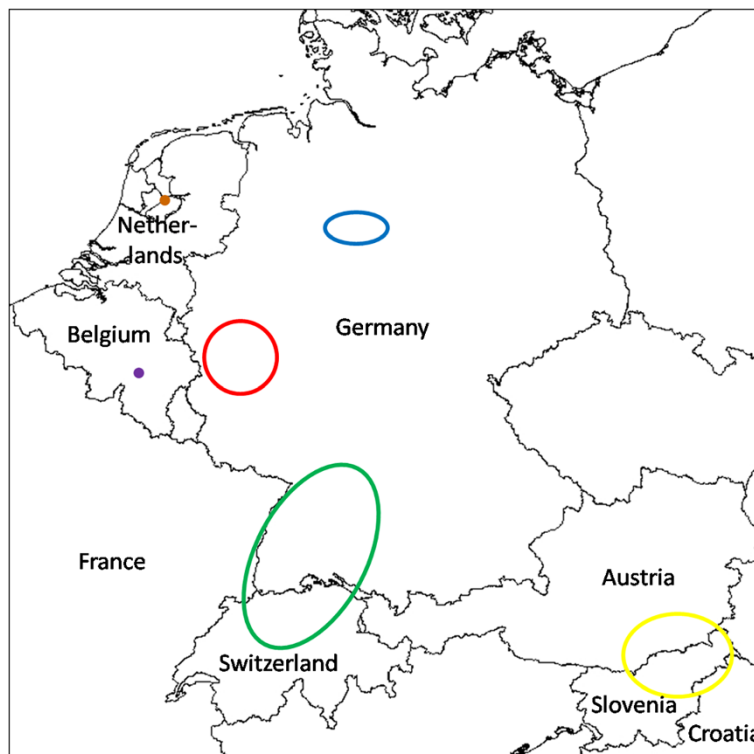 Nether-
lands
Belgium
Germany
France
Austria
Switzerland
Slovenia
Croatia